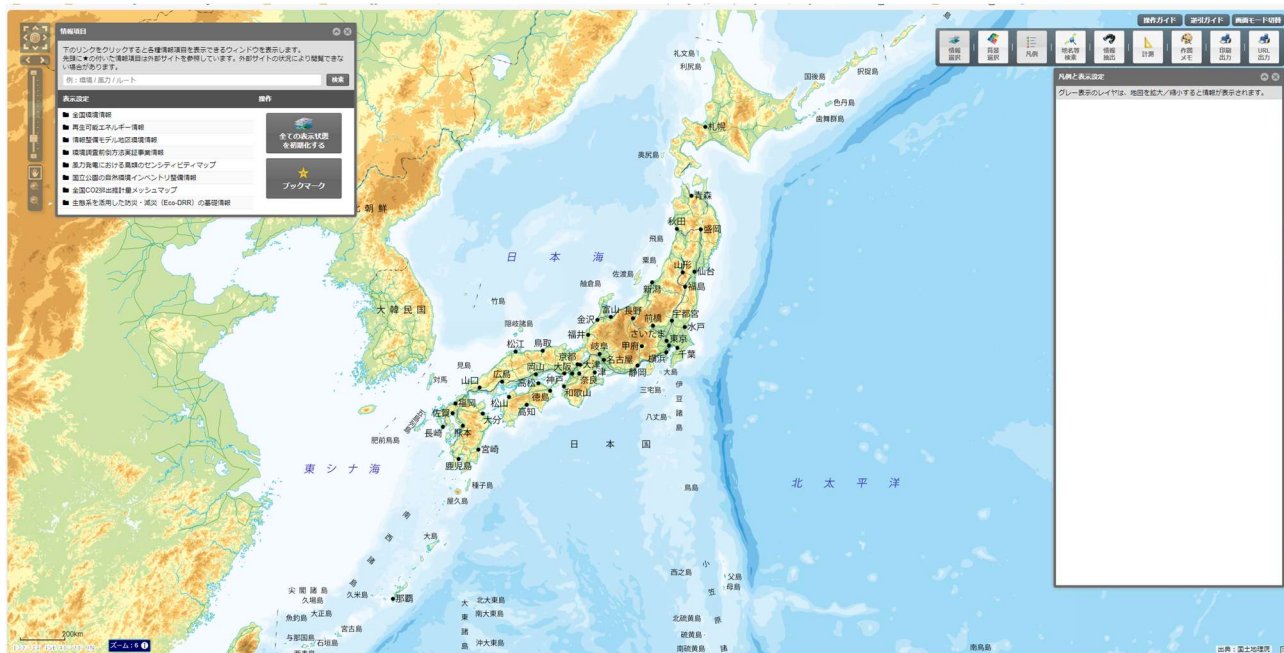 情報項目
下のリンクをクリックすると各種情報項目を表示できるウィンドウを表示します。
先頭に★の付いた情報項目は外部サイトを参照しています。外部サイトの状況により閲覧できない場合があります。
例：環境 / 風力 / ルート
検索
表示設定
操作
全国環境情報
再生可能エネルギー情報
情報整備モデル地区環境情報
環境調査前倒方法実証事業情報
風力発電における鳥類のセンシティビティマップ
国立公園の自然環境インベントリ整備情報
全国CO2排出推計量メッシュマップ
生態系を活用した防災・減災（Eco-DRR）の基礎情報
全ての表示状態
を初期化する
ブックマーク
操作ガイド
逆引ガイド
画面モード切替
情報
選択
背景
選択
凡例
地名等
検索
情報
抽出
計測
作図
メモ
印刷
出力
URL
出力
凡例と表示設定
グレー表示のレイヤは、地図を拡大／縮小すると情報が表示されます。
礼文島
利尻島
国後島
択捉島
色丹島
歯舞群島
札幌
奥尻島
青森
秋田
盛岡
飛島
山形
仙台
粟島
佐渡島
新潟
福島
舳倉島
日本海
朝鮮
大韓民国
竹島
隠岐諸島
富山
長野
前橋
宇都宮
金沢
水戸
さいたま
福井
東京
岐阜
甲府
千葉
横浜
松江
鳥取
京都
大津
名古屋
静岡
大島
見島
岡山
大阪
津
対馬
山口
広島
高松
神戸
奈良
和歌山
三宅島
伊豆諸島
徳島
八丈島
福岡
松山
高知
佐賀
大分
長崎
熊本
肥前鳥島
宮崎
日本国
鹿児島
東シナ海
種子島
屋久島
鳥島
北太平洋
南西諸島
大島
西之島
父島
母島
小笠原諸
尖閣諸島
久場島
久米島
那覇
魚釣島
大正島
北大東島
南大東島
大東諸島
沖大東島
宮古島
与那国島
石垣島
北硫黄島
硫黄島
南硫黄島
南鳥島
200km
ズーム：6
出典：国土地理院